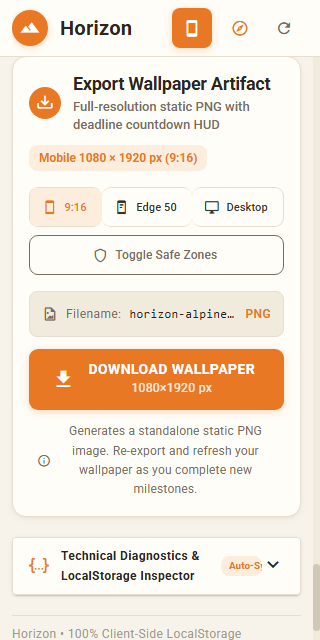 Horizon
Export Wallpaper Artifact
Full-resolution static PNG with
deadline countdown HUD
Mobile 1080 × 1920 px (9:16)
9:16
Edge 50
Desktop
Toggle Safe Zones
Filename: horizon-alpine… PNG
DOWNLOAD WALLPAPER
1080×1920 px
Generates a standalone static PNG
image. Re-export and refresh your
wallpaper as you complete new
milestones.
Technical Diagnostics &
LocalStorage Inspector
Auto-Sy
Horizon • 100% Client-Side LocalStorage